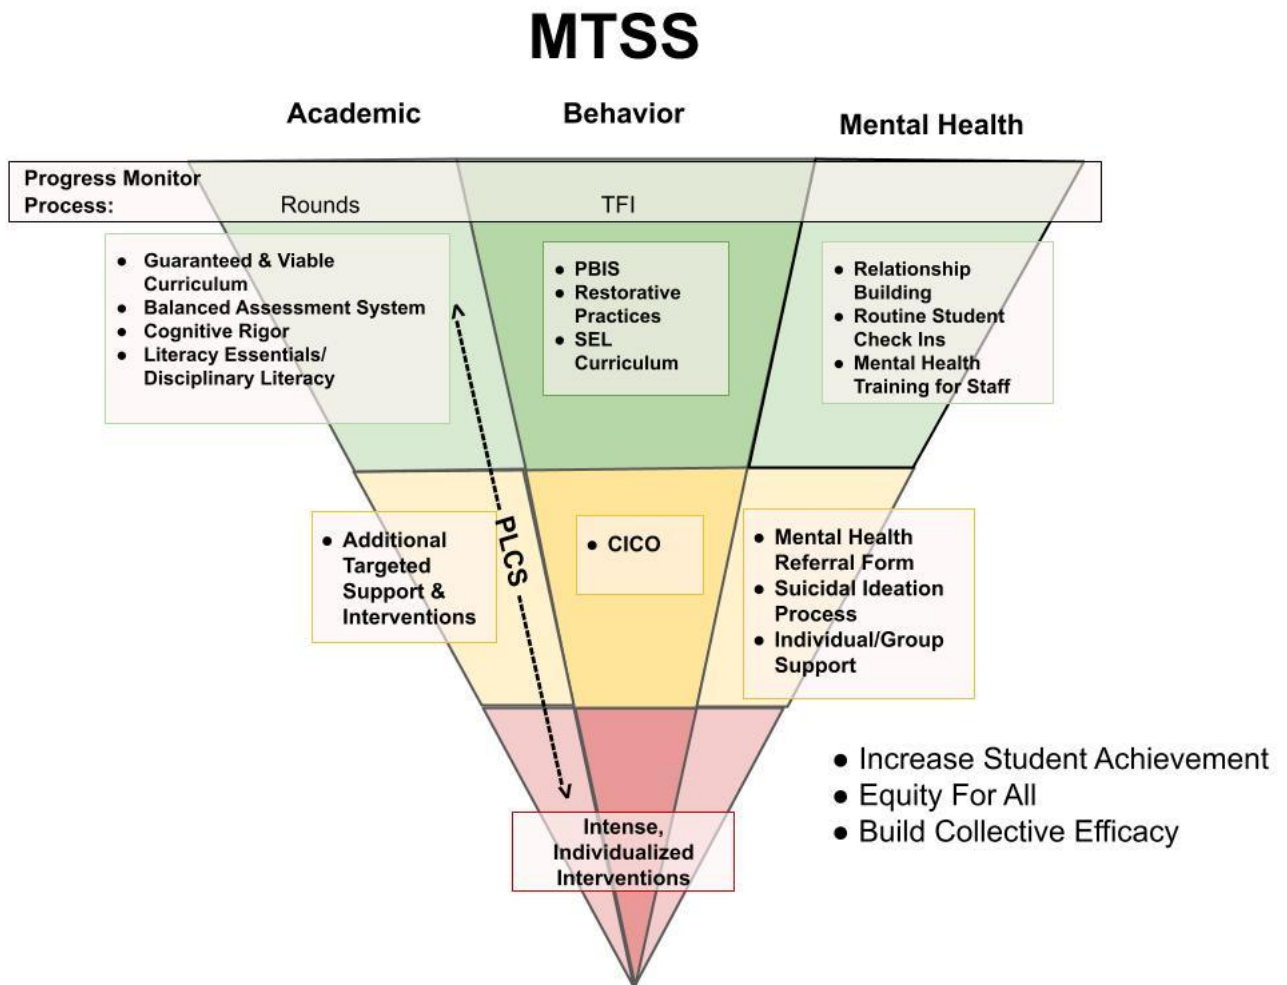 MTSS
Academic
Behavior
Mental Health
Progress Monitor
Process:
Rounds
TFI
● Guaranteed & Viable
Curriculum
● Balanced Assessment System
● Cognitive Rigor
● Literacy Essentials/
Disciplinary Literacy
● PBIS
● Restorative
Practices
● SEL
Curriculum
● Relationship
Building
● Routine Student
Check Ins
● Mental Health
Training for Staff
● Additional
Targeted
Support &
Interventions
PLCS
● CICO
● Mental Health
Referral Form
● Suicidal Ideation
Process
● Individual/Group
Support
Intense,
Individualized
Interventions
● Increase Student Achievement
● Equity For All
● Build Collective Efficacy